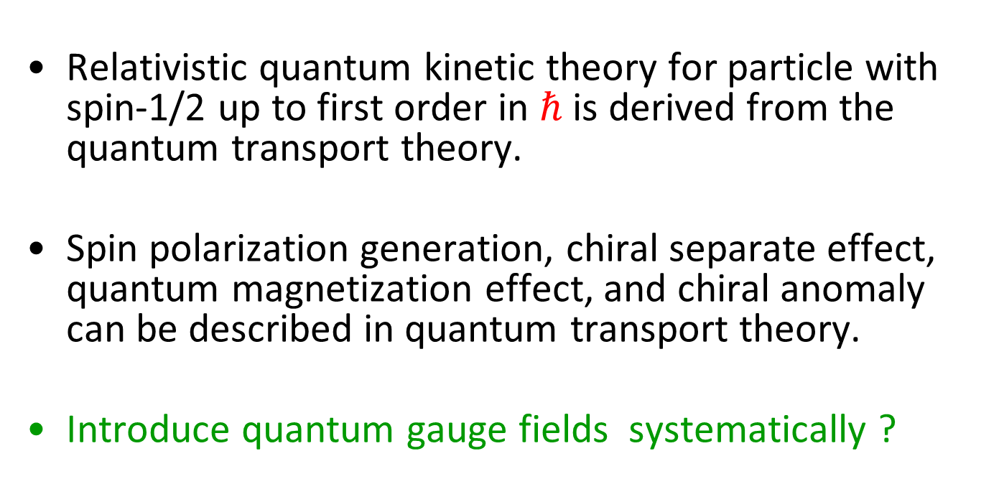 • Relativistic quantum kinetic theory for particle with
spin-1/2 up to first order in ℏ is derived from the
quantum transport theory.
• Spin polarization generation, chiral separate effect,
quantum magnetization effect, and chiral anomaly
can be described in quantum transport theory.
• Introduce quantum gauge fields  systematically ?